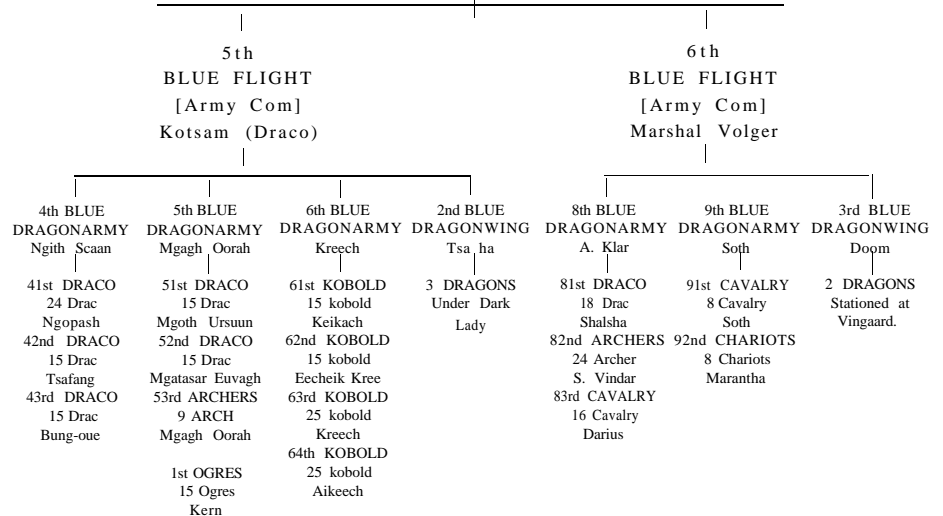 5th
BLUE FLIGHT
[Army Com]
Kotsam (Draco)
6th
BLUE FLIGHT
[Army Com]
Marshal Volger
4th BLUE
DRAGONARMY
Ngith Scaan
41st DRACO
24 Drac
Ngopash
42nd DRACO
15 Drac
Tsafang
43rd DRACO
15 Drac
Bung-oue
5th BLUE
DRAGONARMY
Mgagh Oorah
51st DRACO
15 Drac
Mgoth Ursuun
52nd DRACO
15 Drac
Mgatasar Euvagh
53rd ARCHERS
9 ARCH
Mgagh Oorah
1st OGRES
15 Ogres
Kern
6th BLUE
DRAGONARMY
Kreech
61st KOBOLD
15 kobold
Keikach
62nd KOBOLD
15 kobold
Eecheik Kree
63rd KOBOLD
25 kobold
Kreech
64th KOBOLD
25 kobold
Aikeech
2nd BLUE
DRAGONWING
Tsa ha
3 DRAGONS
Under Dark
Lady
8th BLUE
DRAGONARMY
A. Klar
81st DRACO
18 Drac
Shalsha
82nd ARCHERS
24 Archer
S. Vindar
83rd CAVALRY
16 Cavalry
Darius
9th BLUE
DRAGONARMY
Soth
91st CAVALRY
8 Cavalry
Soth
92nd CHARIOTS
8 Chariots
Marantha
3rd BLUE
DRAGONWING
Doom
2 DRAGONS
Stationed at
Vingaard.